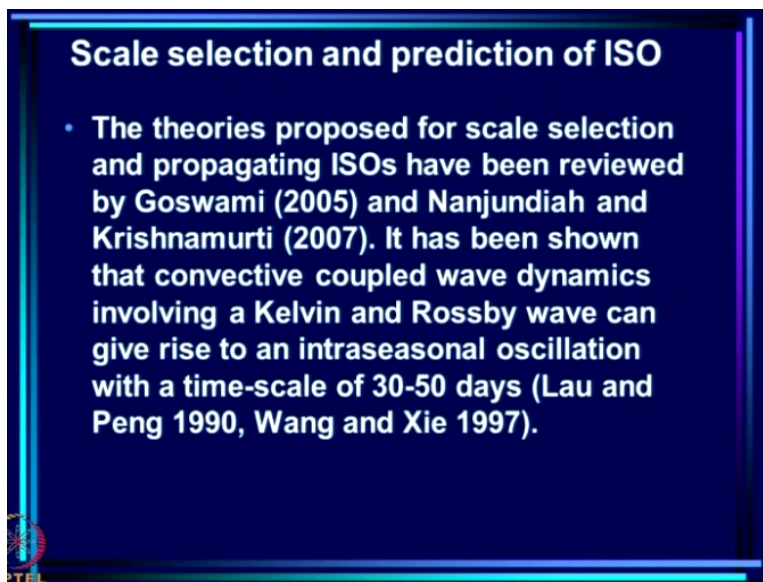 Scale selection and prediction of ISO
• The theories proposed for scale selection
and propagating ISOs have been reviewed
by Goswami (2005) and Nanjundiah and
Krishnamurti (2007). It has been shown
that convective coupled wave dynamics
involving a Kelvin and Rossby wave can
give rise to an intraseasonal oscillation
with a time-scale of 30-50 days (Lau and
Peng 1990, Wang and Xie 1997).
PTEL